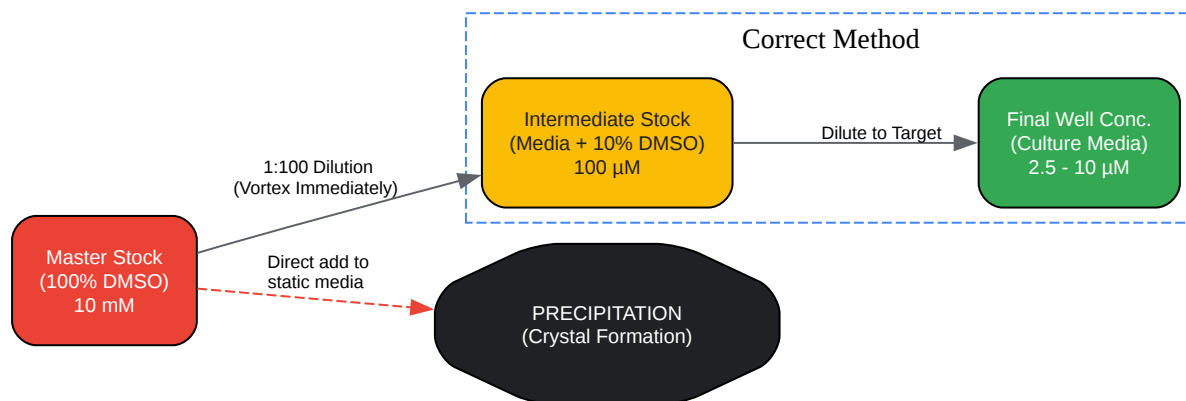 Correct Method
Intermediate Stock
(Media + 10% DMSO)
100 µM
Dilute to Target
Final Well Conc.
(Culture Media)
2.5 - 10 µM
1:100 Dilution
(Vortex Immediately)
Master Stock
(100% DMSO)
10 mM
Direct add to
static media
PRECIPITATION
(Crystal Formation)